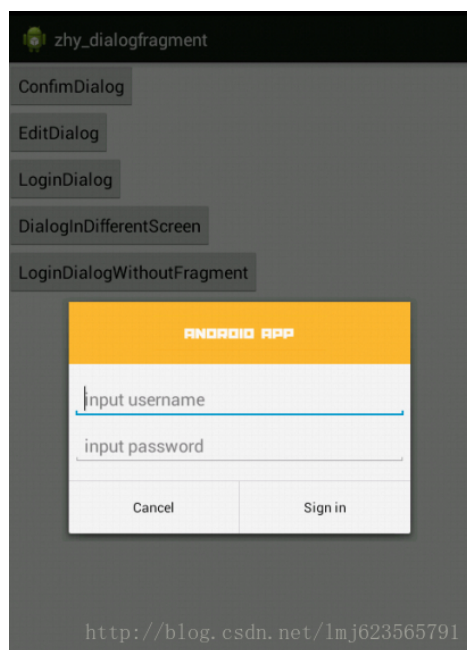 zhy_dialogfragment
ConfimDialog
EditDialog
LoginDialog
DialogInDifferentScreen
LoginDialogWithoutFragment
ANDROID APP
input username
input password
Cancel Sign in
http://blog.csdn.net/lmj623565791